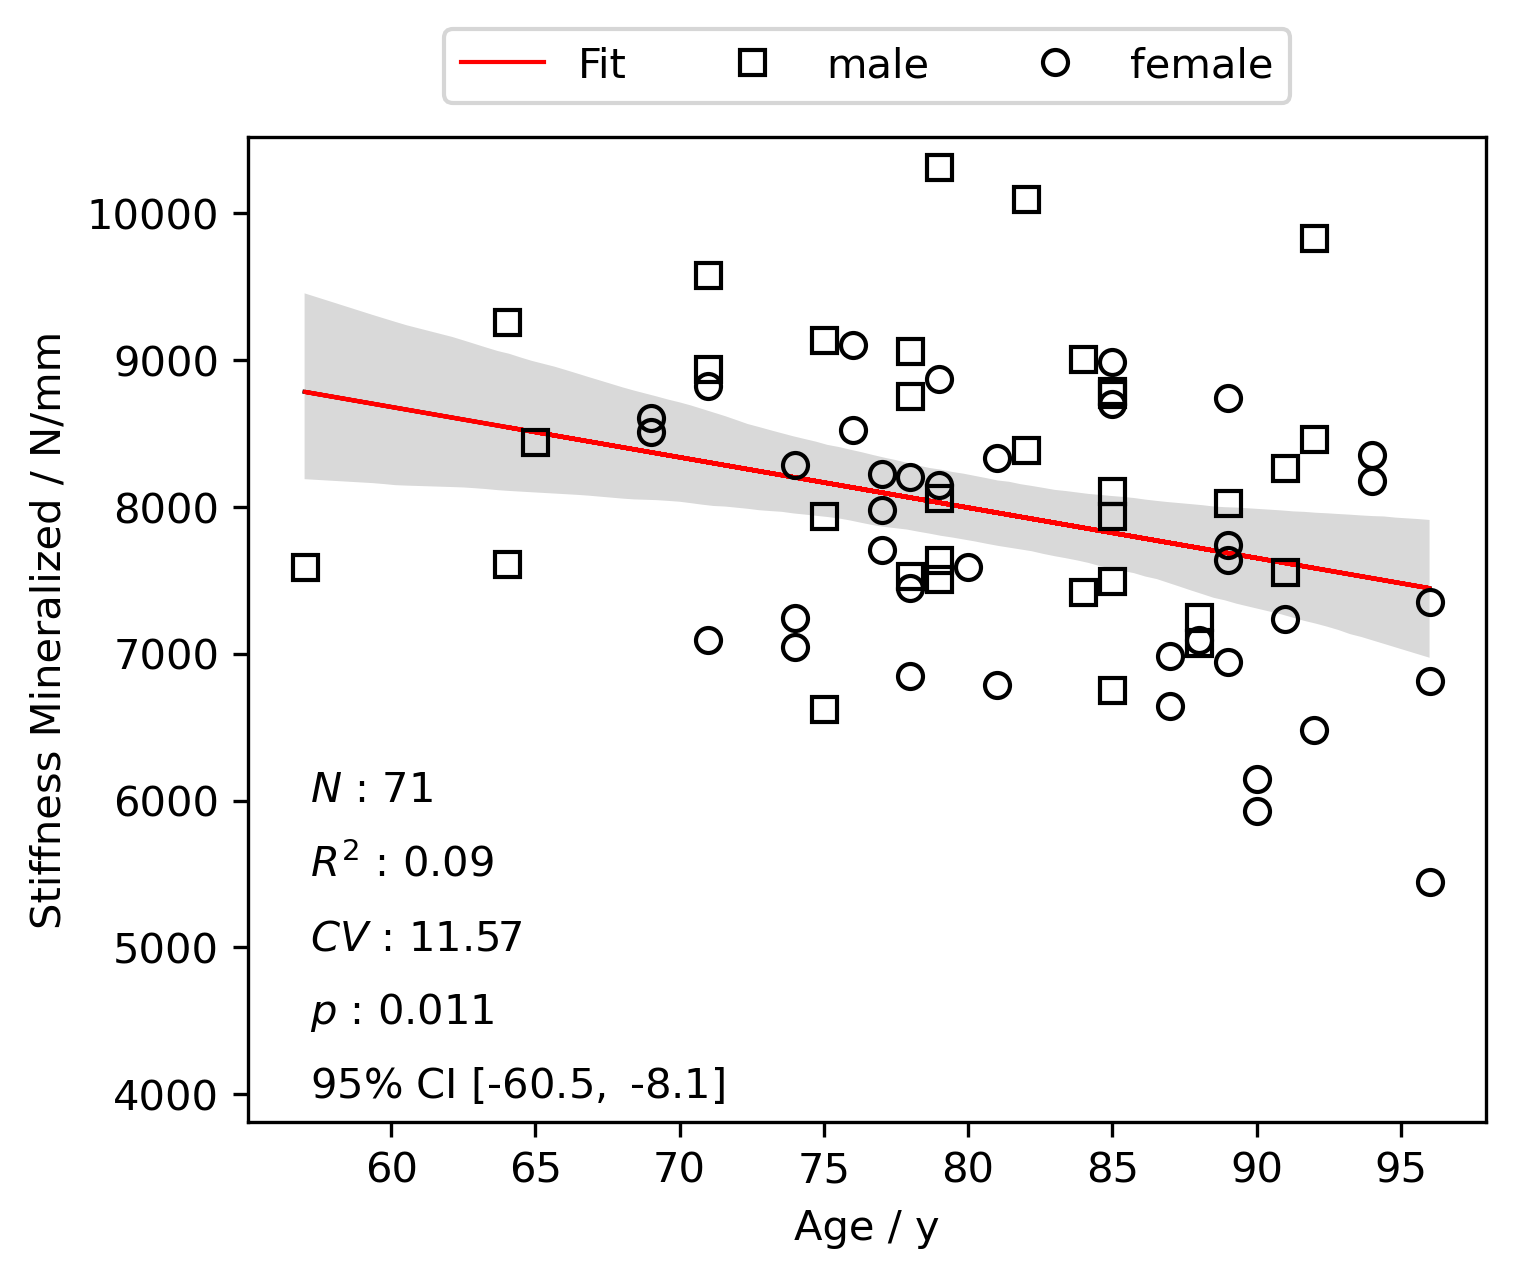 Fit male female
10000
9000
8000
7000
6000
5000
4000
Stiffness Mineralized / N/mm
N : 71
R² : 0.09
CV : 11.57
p : 0.011
95% CI [-60.5, -8.1]
60 65 70 75 80 85 90 95
Age / y